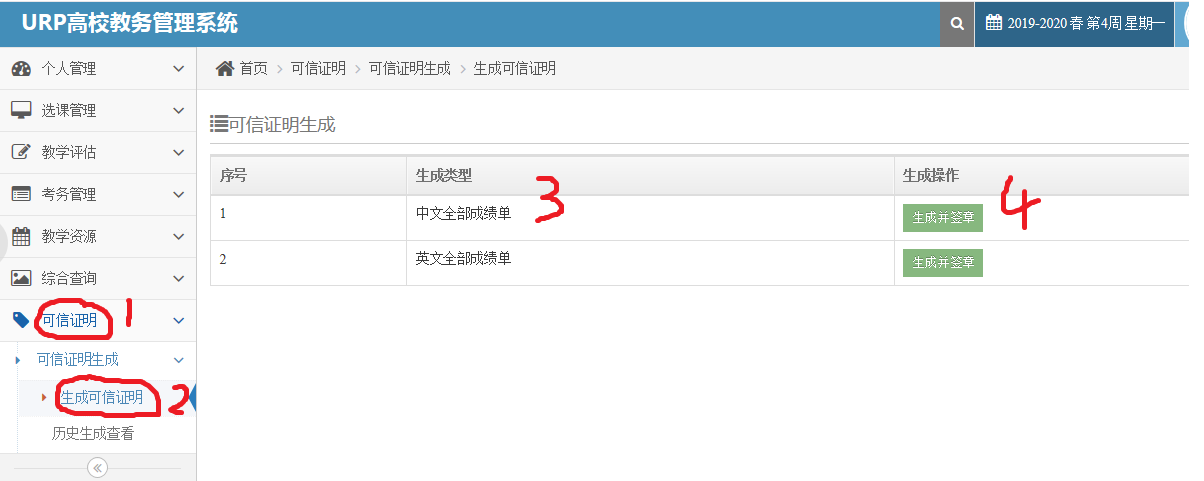 URP高校教务管理系统
2019-2020 春 第4周 星期一
个人管理
选课管理
教学评估
考务管理
教学资源
综合查询
可信证明 1
可信证明生成
生成可信证明 2
历史生成查看
首页 > 可信证明 > 可信证明生成 > 生成可信证明
可信证明生成
序号 生成类型 生成操作
3 4
1 中文全部成绩单 生成并签章
2 英文全部成绩单 生成并签章